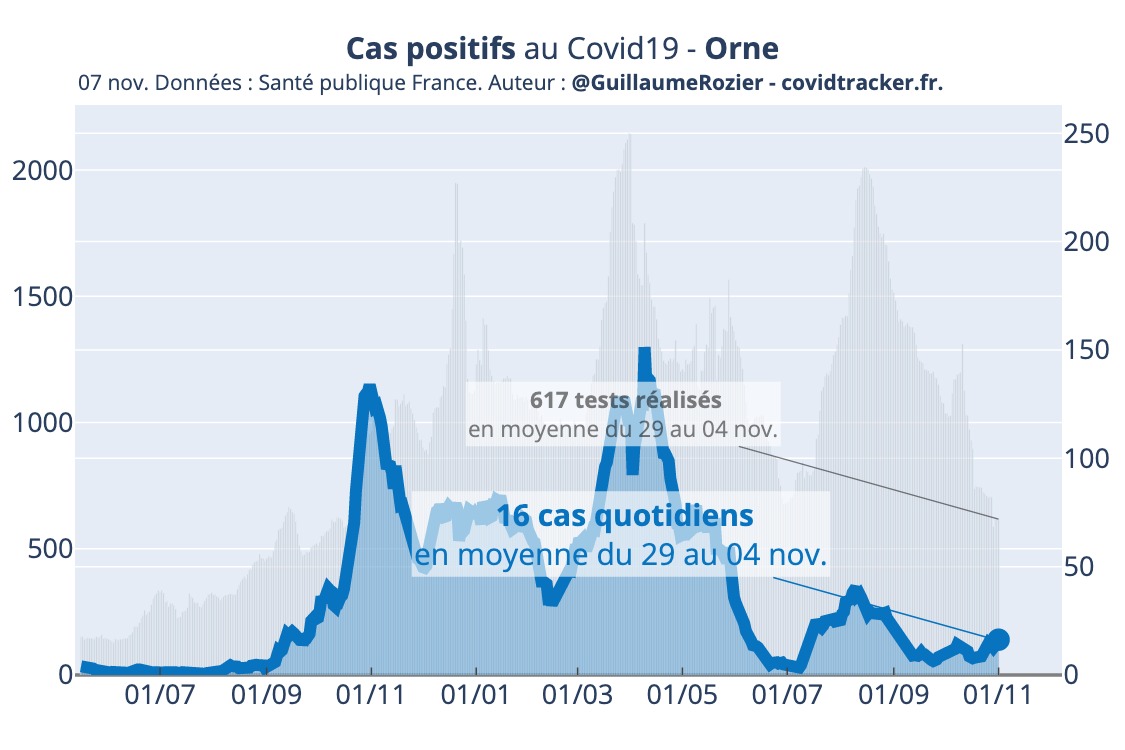 Cas positifs au Covid19 - Orne
07 nov. Données : Santé publique France. Auteur : @GuillaumeRozier - covidtracker.fr.
250
2000
200
1500
150
617 tests réalisés
en moyenne du 29 au 04 nov.
1000
100
16 cas quotidiens
en moyenne du 29 au 04 nov.
500
50
0
0
01/07 01/09 01/11 01/01 01/03 01/05 01/07 01/09 01/11